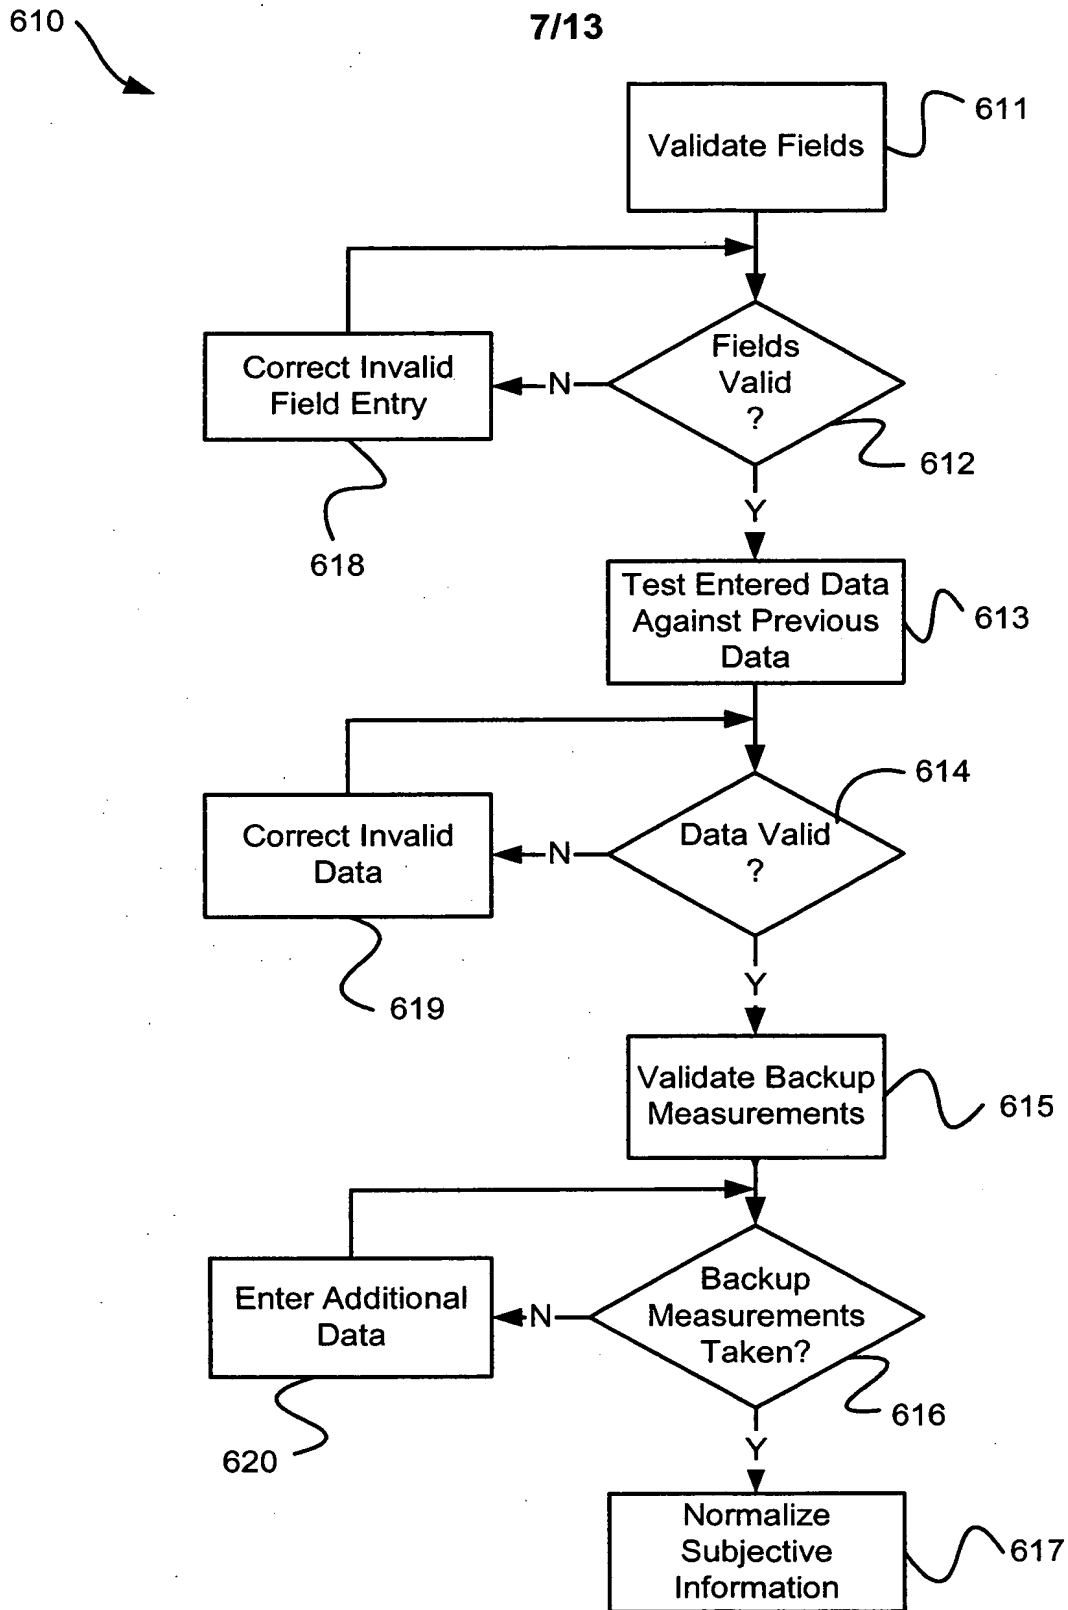 610
7/13
Validate Fields
611
Fields
Valid
?
612
N
Correct Invalid
Field Entry
618
Y
Test Entered Data
Against Previous
Data
613
Data Valid
?
614
N
Correct Invalid
Data
619
Y
Validate Backup
Measurements
615
Backup
Measurements
Taken?
616
N
Enter Additional
Data
620
Y
Normalize
Subjective
Information
617